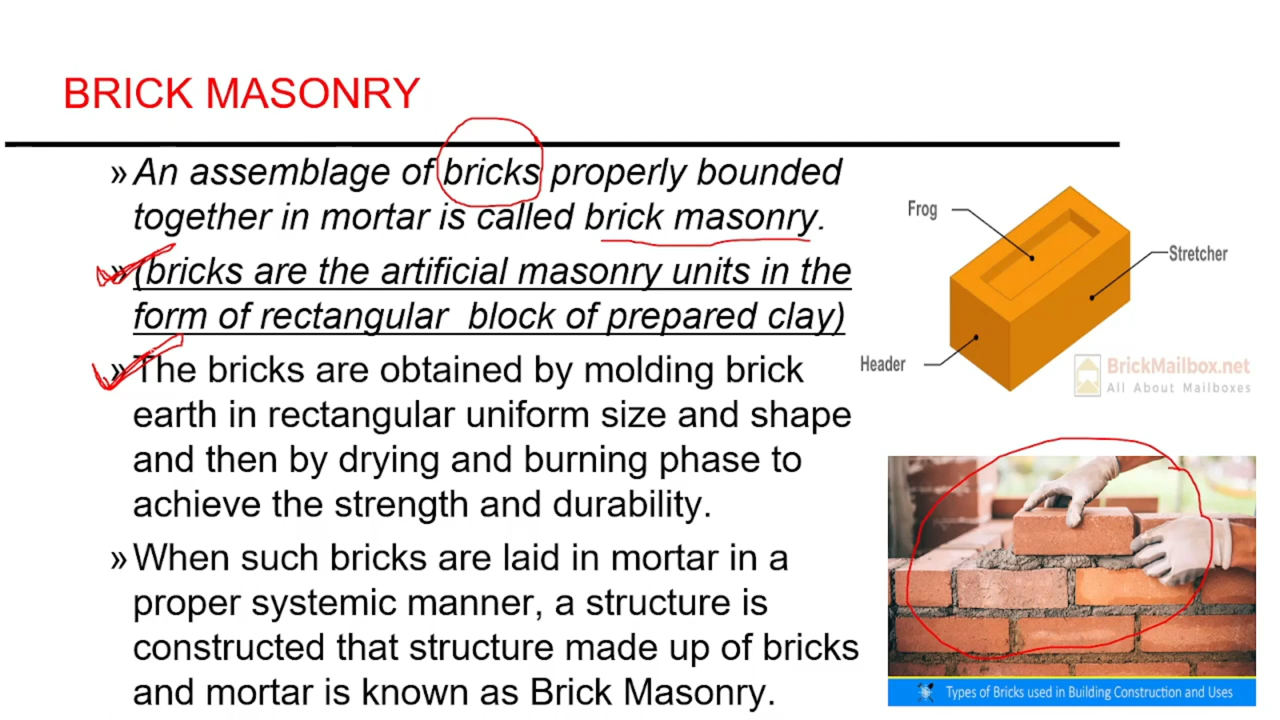 BRICK MASONRY
» An assemblage of bricks properly bounded
together in mortar is called brick masonry.
» (bricks are the artificial masonry units in the
form of rectangular block of prepared clay)
» The bricks are obtained by molding brick
earth in rectangular uniform size and shape
and then by drying and burning phase to
achieve the strength and durability.
» When such bricks are laid in mortar in a
proper systemic manner, a structure is
constructed that structure made up of bricks
and mortar is known as Brick Masonry.
Frog
Stretcher
Header
BrickMailbox.net
All About Mailboxes
Types of Bricks used in Building Construction and Uses